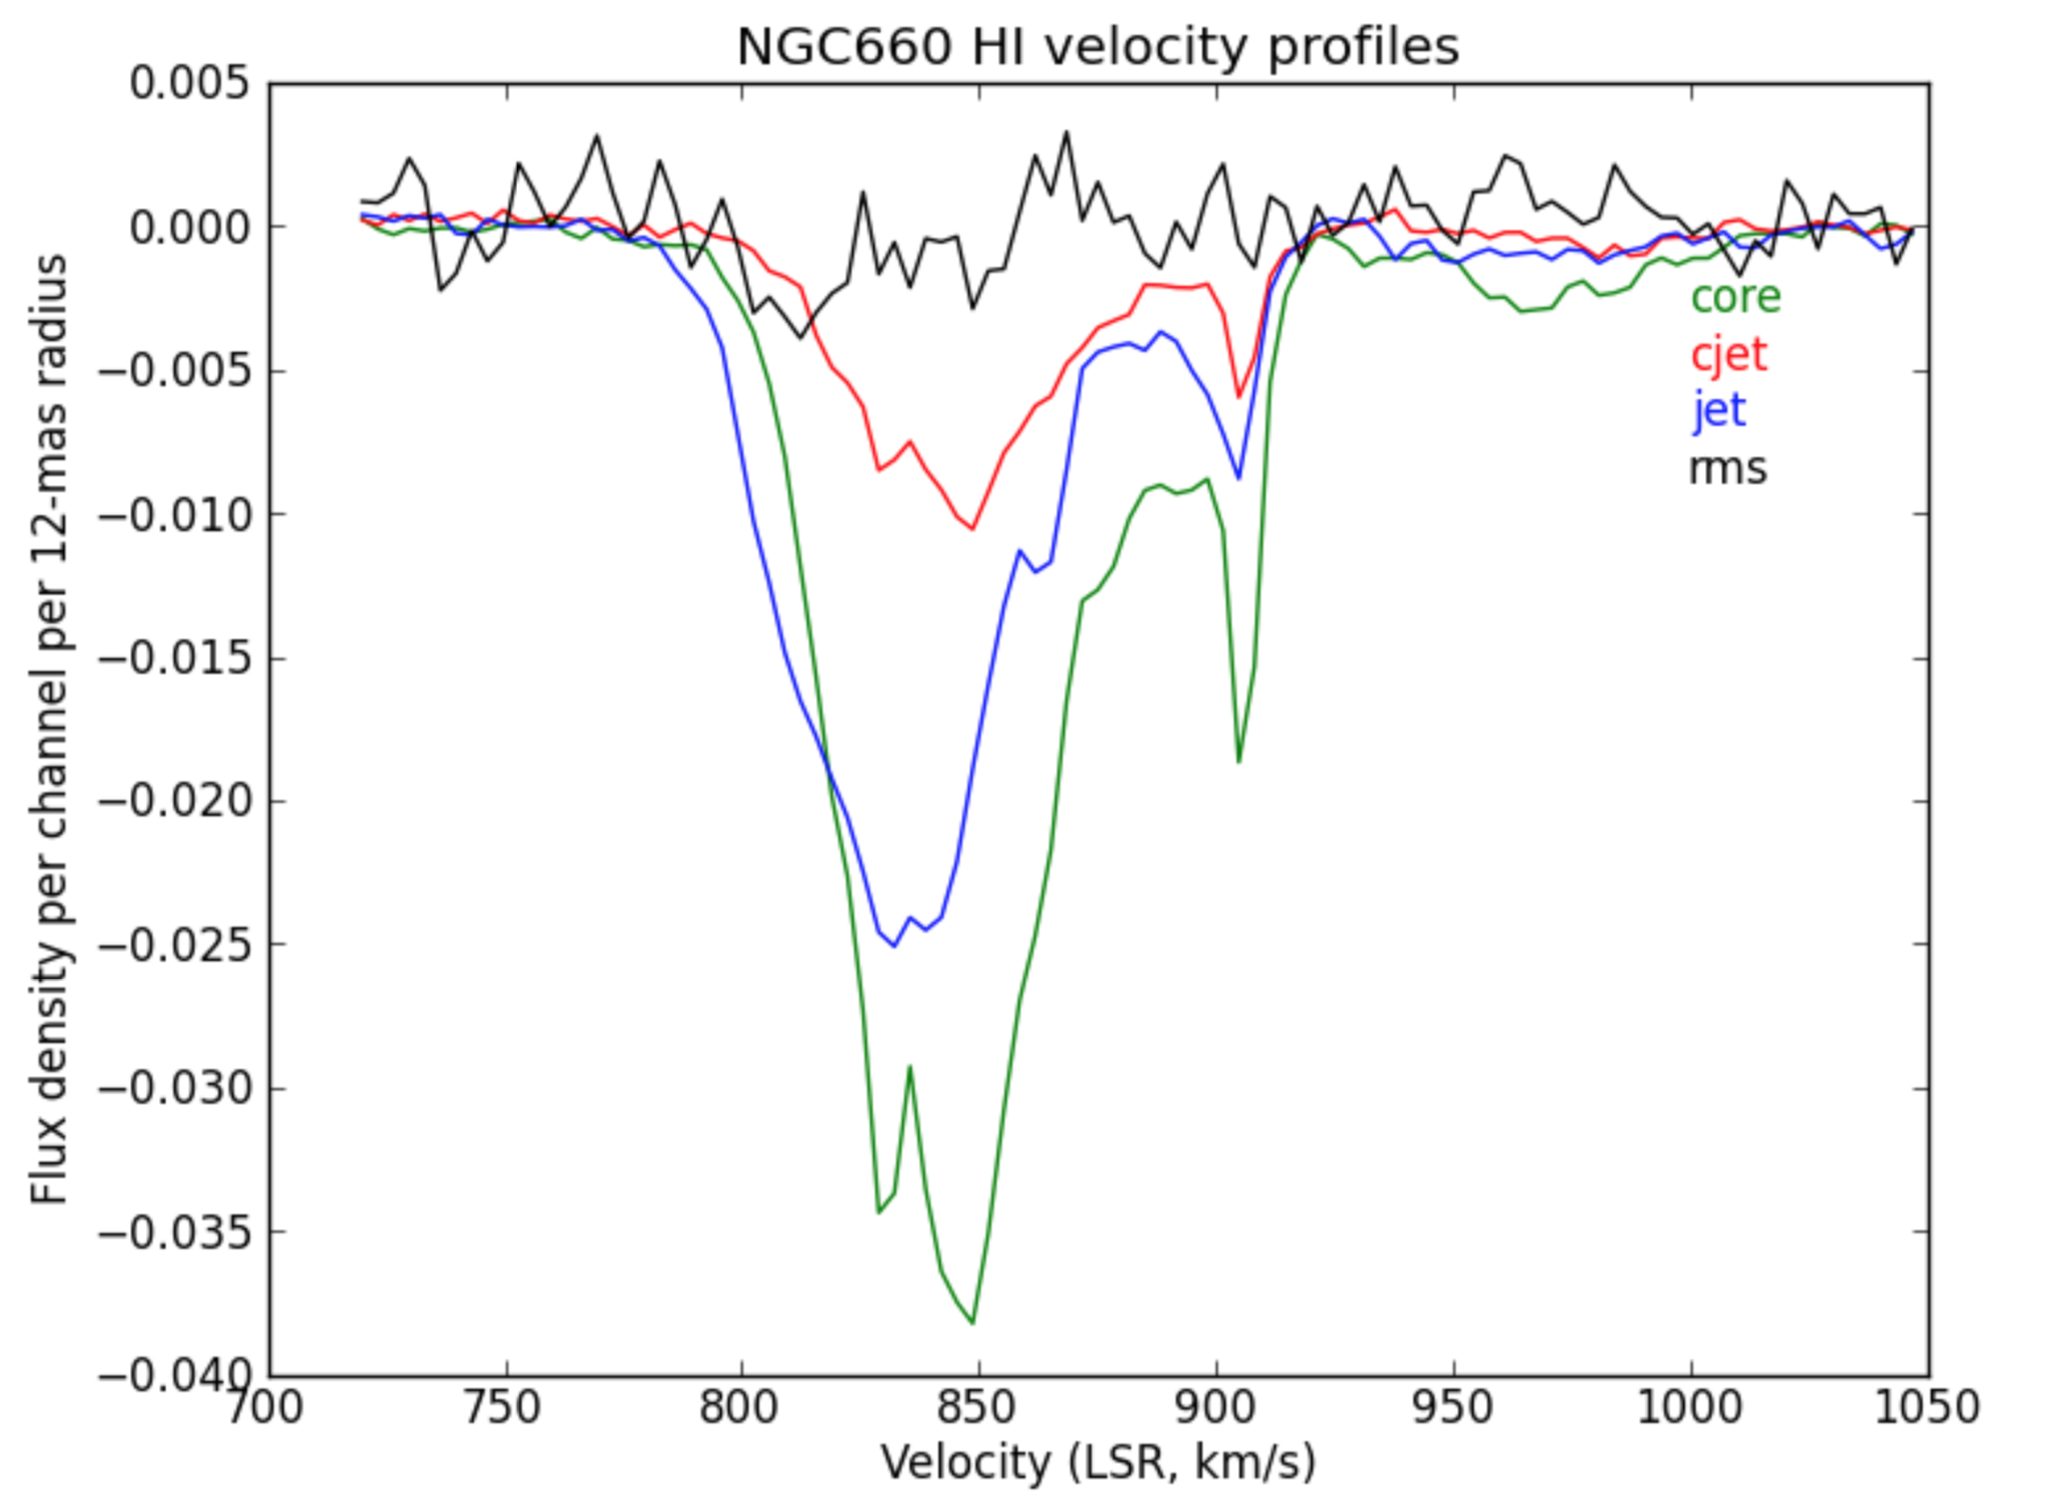 NGC660 HI velocity profiles
0.005
0.000
−0.005
−0.010
−0.015
−0.020
−0.025
−0.030
−0.035
−0.040
Flux density per channel per 12-mas radius
core
cjet
jet
rms
700 750 800 850 900 950 1000 1050
Velocity (LSR, km/s)